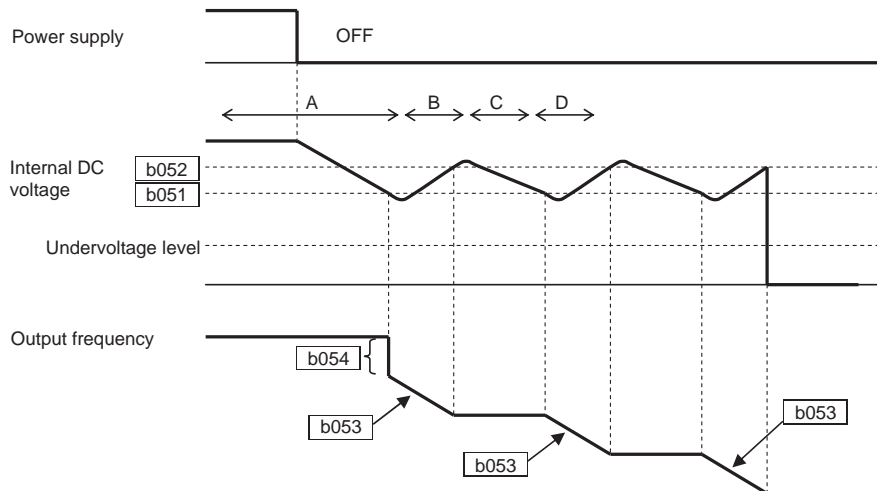 Power supply
OFF
A
B
C
D
Internal DC
voltage
b052
b051
Undervoltage level
Output frequency
b054
b053
b053
b053